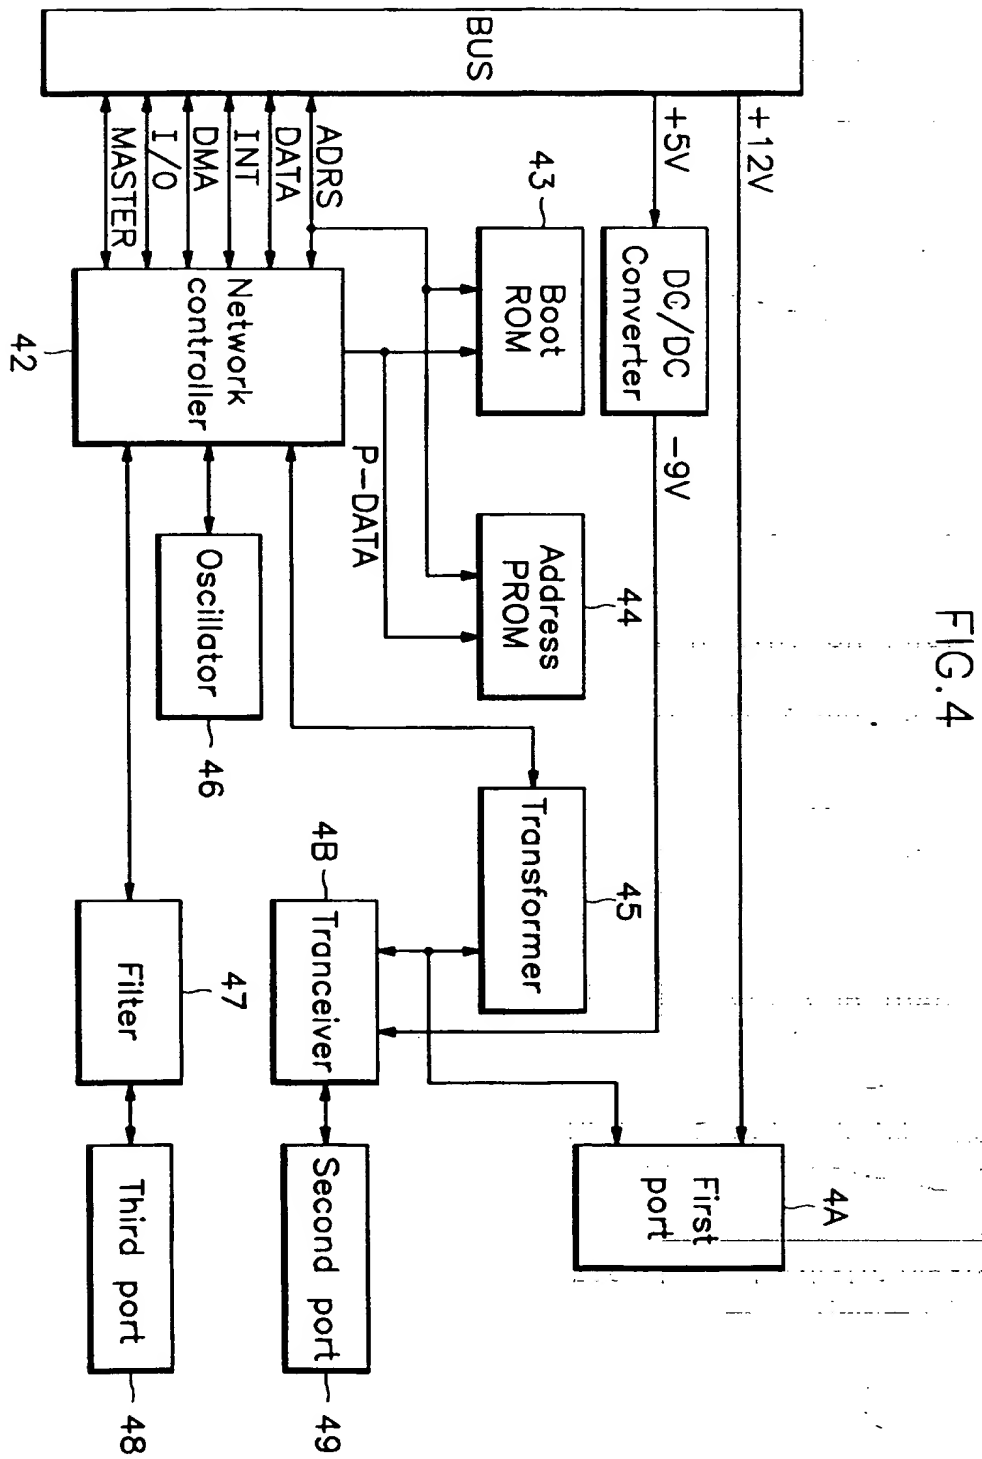 FIG.4
BUS
+12V
+5V
DC/DC
Converter
-9V
43
Boot
ROM
Address
PROM
44
ADRS
DATA
INT
DMA
I/O
MASTER
Network
controller
42
P-DATA
Oscillator
46
Transformer
45
4B
Tranceiver
First
port
4A
Filter
47
Second port
49
Third port
48